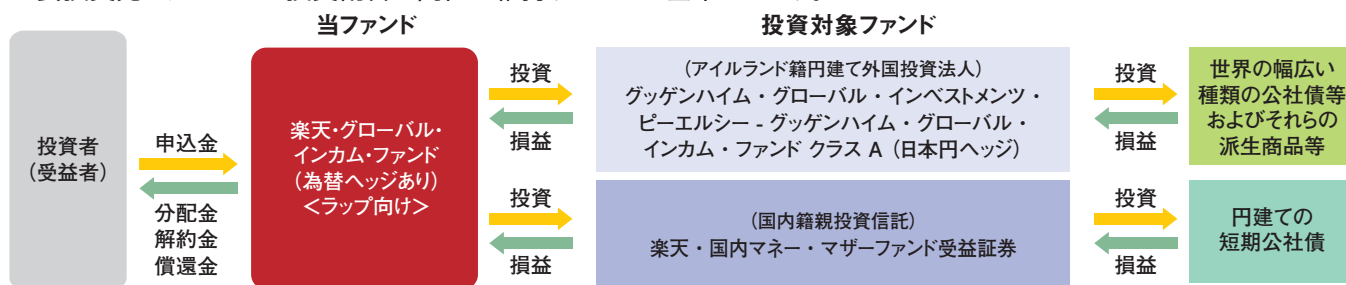 当ファンド
投資対象ファンド
投資者
(受益者)
申込金
分配金
解約金
償還金
楽天・グローバル・
インカム・ファンド
(為替ヘッジあり)
<ラップ向け>
投資
損益
(アイルランド籍円建て外国投資法人)
グッゲンハイム・グローバル・インベストメンツ・
ピーエルシー - グッゲンハイム・グローバル・
インカム・ファンド クラス A (日本円ヘッジ)
投資
損益
世界の幅広い
種類の公社債等
およびそれらの
派生商品等
投資
損益
(国内籍親投資信託)
楽天・国内マネー・マザーファンド受益証券
投資
損益
円建ての
短期公社債